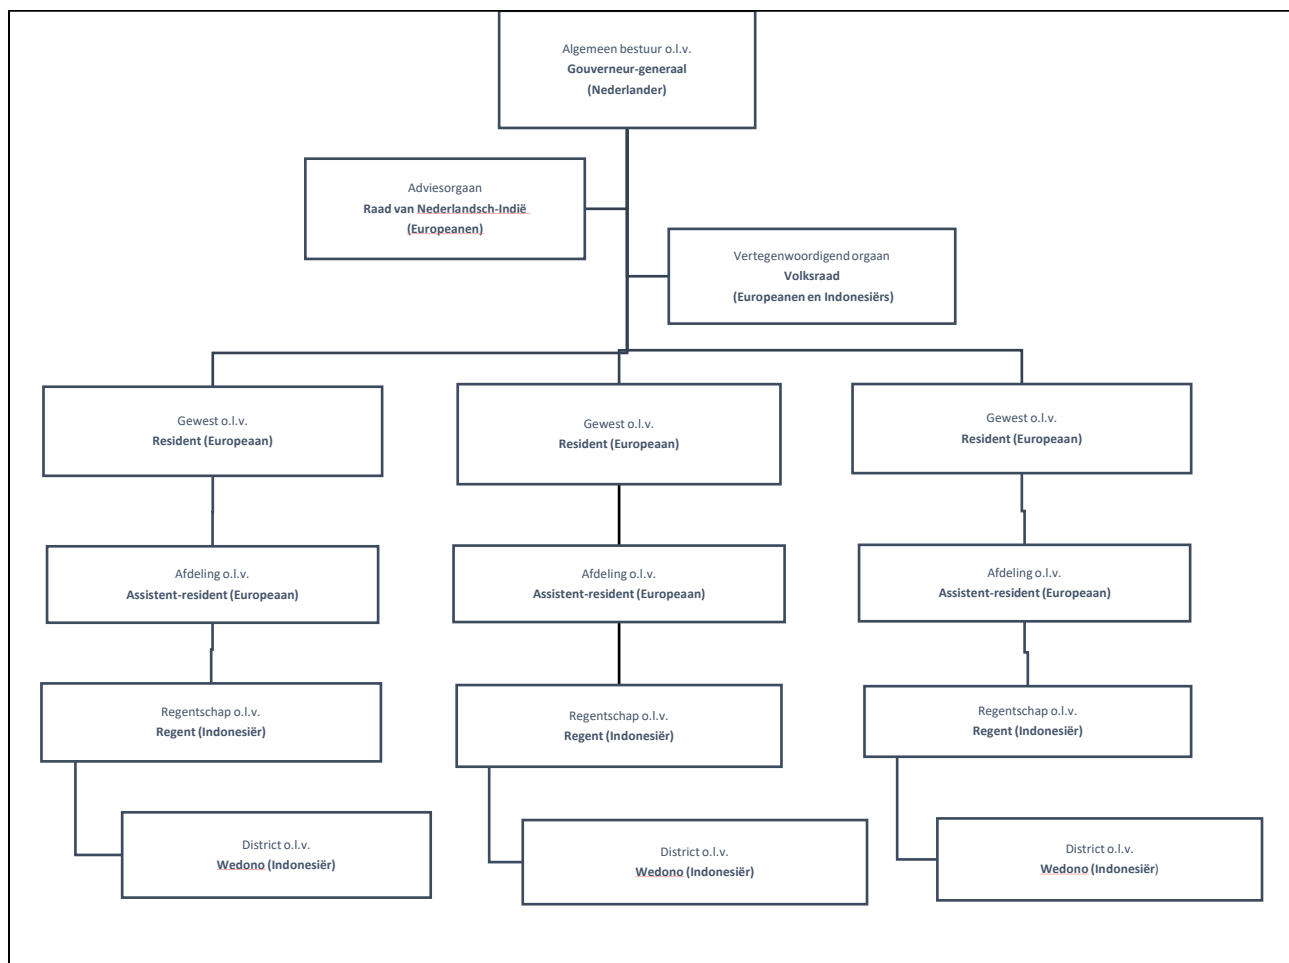 Algemeen bestuur o.l.v.
Gouverneur-generaal
(Nederlander)
Adviesorgaan
Raad van Nederlandsch-Indië
(Europeanen)
Vertegenwoordigend orgaan
Volksraad
(Europeanen en Indonesiërs)
Gewest o.l.v.
Resident (Europeaan)
Gewest o.l.v.
Resident (Europeaan)
Gewest o.l.v.
Resident (Europeaan)
Afdeling o.l.v.
Assistent-resident (Europeaan)
Afdeling o.l.v.
Assistent-resident (Europeaan)
Afdeling o.l.v.
Assistent-resident (Europeaan)
Regentschap o.l.v.
Regent (Indonesiër)
Regentschap o.l.v.
Regent (Indonesiër)
Regentschap o.l.v.
Regent (Indonesiër)
District o.l.v.
Wedono (Indonesiër)
District o.l.v.
Wedono (Indonesiër)
District o.l.v.
Wedono (Indonesiër)